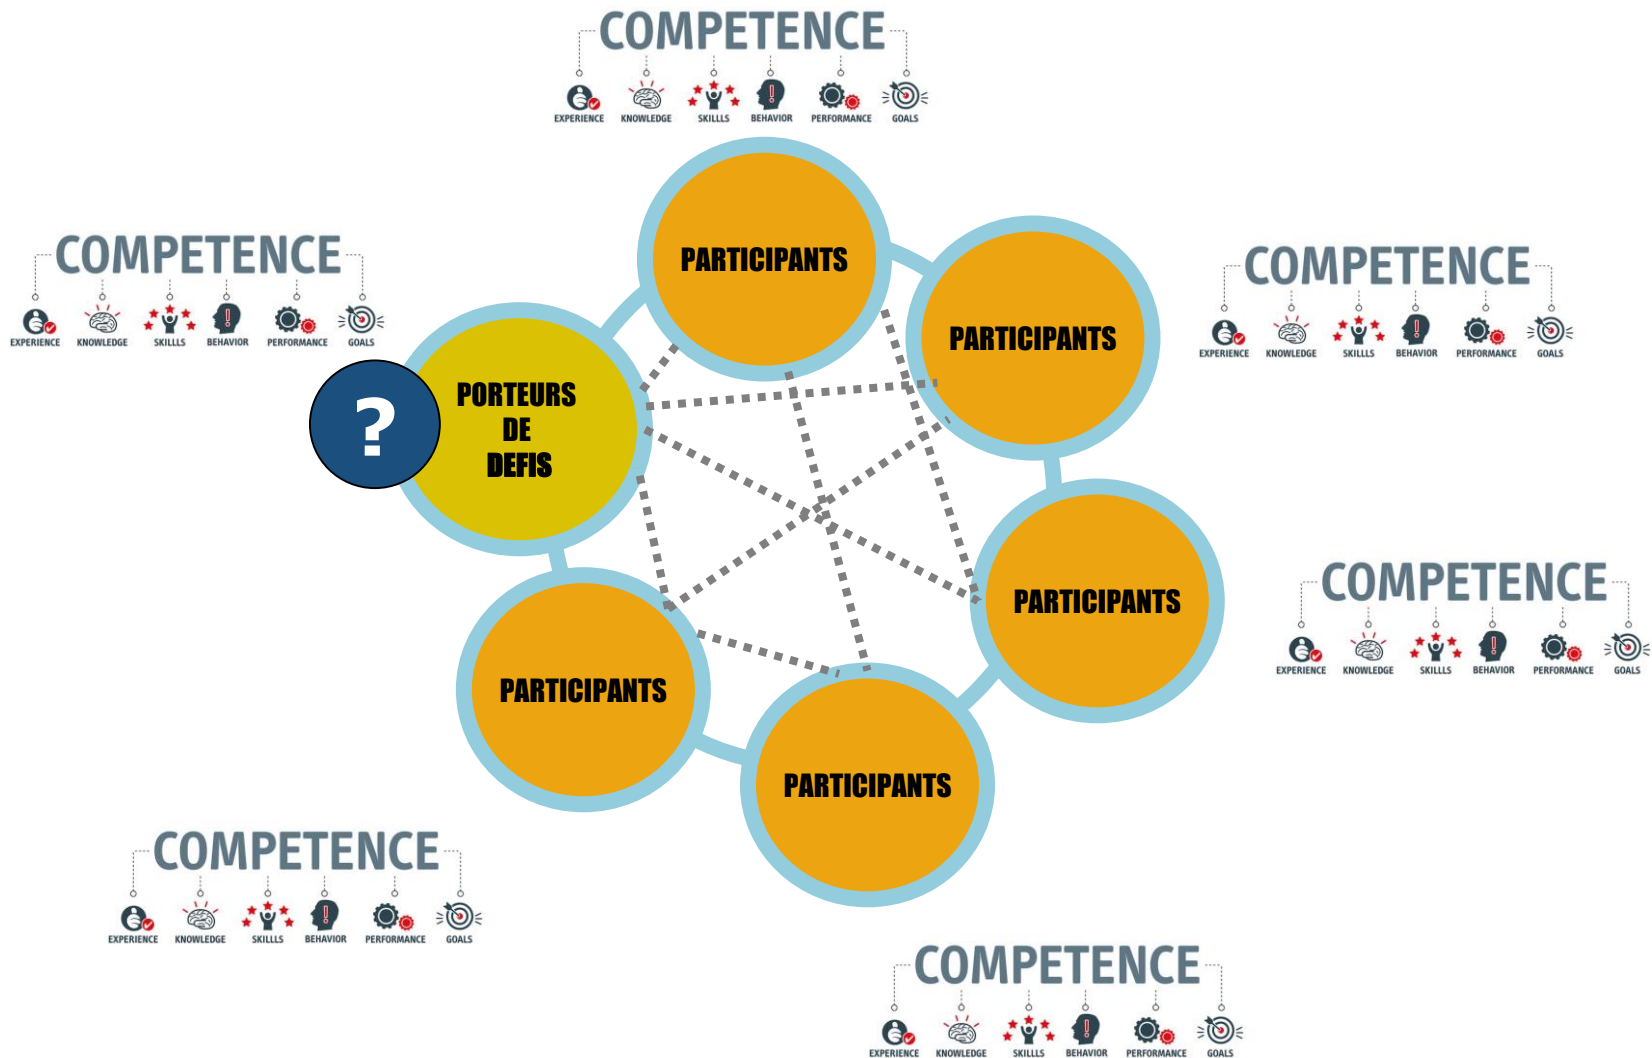 COMPETENCE
EXPERIENCE KNOWLEDGE SKILLLS BEHAVIOR PERFORMANCE GOALS
COMPETENCE
EXPERIENCE KNOWLEDGE SKILLLS BEHAVIOR PERFORMANCE GOALS
COMPETENCE
EXPERIENCE KNOWLEDGE SKILLLS BEHAVIOR PERFORMANCE GOALS
PARTICIPANTS
PARTICIPANTS
?
PORTEURS
DE
DEFIS
PARTICIPANTS
COMPETENCE
EXPERIENCE KNOWLEDGE SKILLLS BEHAVIOR PERFORMANCE GOALS
PARTICIPANTS
PARTICIPANTS
COMPETENCE
EXPERIENCE KNOWLEDGE SKILLLS BEHAVIOR PERFORMANCE GOALS
COMPETENCE
EXPERIENCE KNOWLEDGE SKILLLS BEHAVIOR PERFORMANCE GOALS